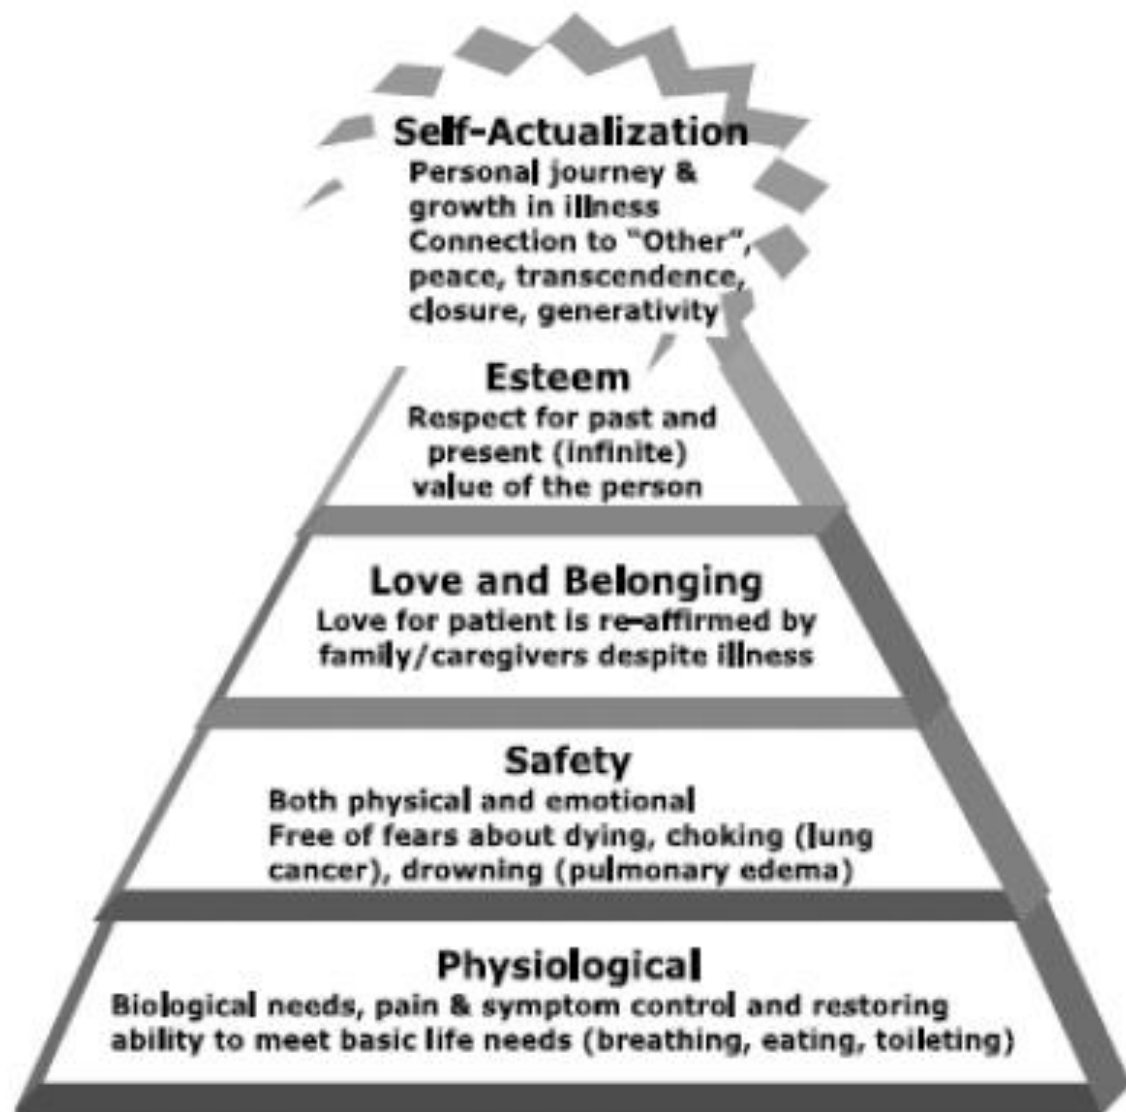 Self-Actualization
Personal journey &
growth in illness
Connection to “Other”,
peace, transcendence,
closure, generativity
Esteem
Respect for past and
present (infinite)
value of the person
Love and Belonging
Love for patient is re-affirmed by
family/caregivers despite illness
Safety
Both physical and emotional
Free of fears about dying, choking (lung
cancer), drowning (pulmonary edema)
Physiological
Biological needs, pain & symptom control and restoring
ability to meet basic life needs (breathing, eating, toileting)